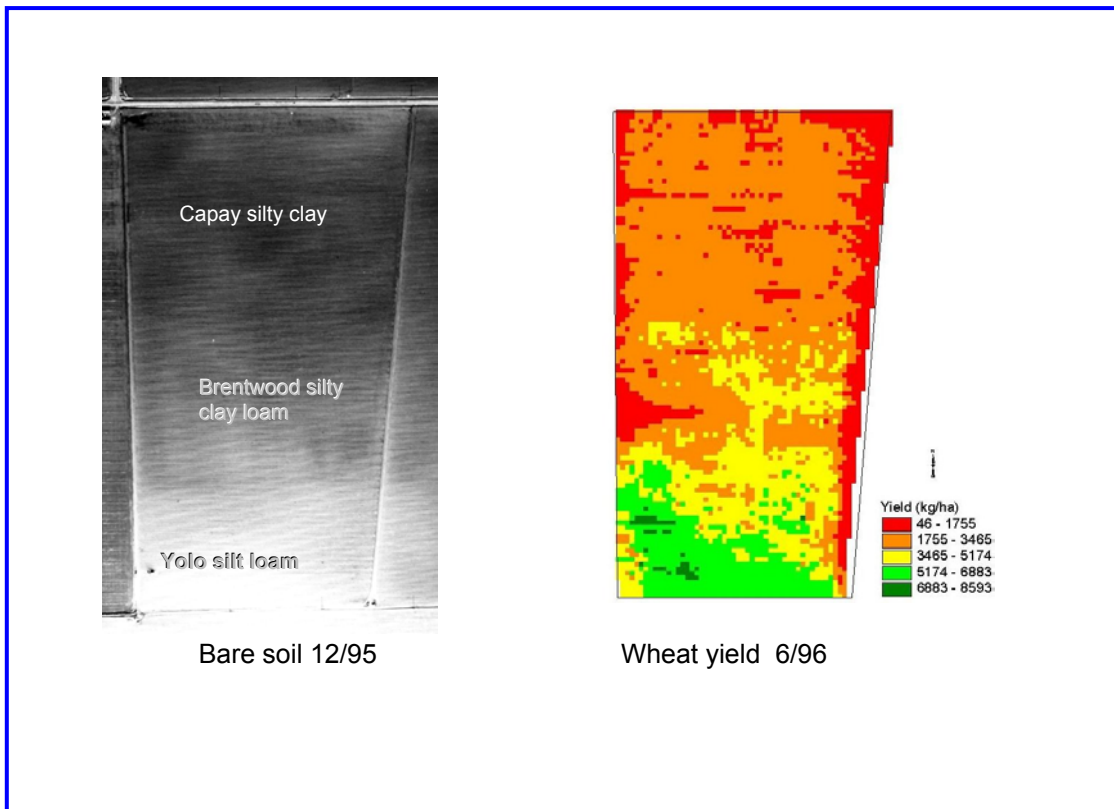 Capay silty clay
Brentwood silty
clay loam
Yolo silt loam
Bare soil 12/95
Yield (kg/ha)
46 - 1755
1755 - 3465
3465 - 5174
5174 - 6883
6883 - 8593
Wheat yield 6/96